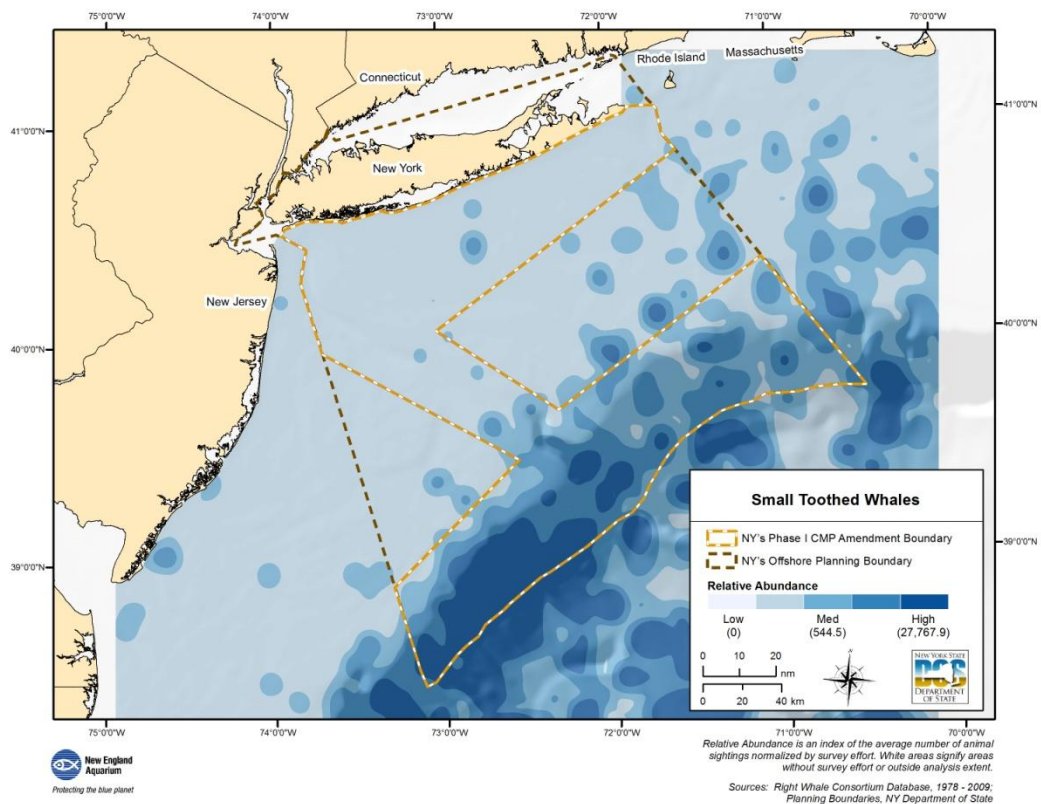 75°0'0"W
74°0'0"W
73°0'0"W
72°0'0"W
71°0'0"W
70°0'0"W
Massachusetts
Rhode Island
Connecticut
41°0'0"N
41°0'0"N
New York
New Jersey
40°0'0"N
40°0'0"N
39°0'0"N
39°0'0"N
Small Toothed Whales
NY's Phase I CMP Amendment Boundary
NY's Offshore Planning Boundary
Relative Abundance
Low Med High
(0) (544.5) (27,767.9)
0 10 20
nm
0 20 40
km
N
NEW YORK STATE
DOS
DEPARTMENT
OF STATE
75°0'0"W
74°0'0"W
73°0'0"W
72°0'0"W
71°0'0"W
70°0'0"W
New England
Aquarium
Protecting the blue planet
Relative Abundance is an index of the average number of animal
sightings normalized by survey effort. White areas signify areas
without survey effort or outside analysis extent.
Sources: Right Whale Consortium Database, 1978 - 2009;
Planning Boundaries, NY Department of State